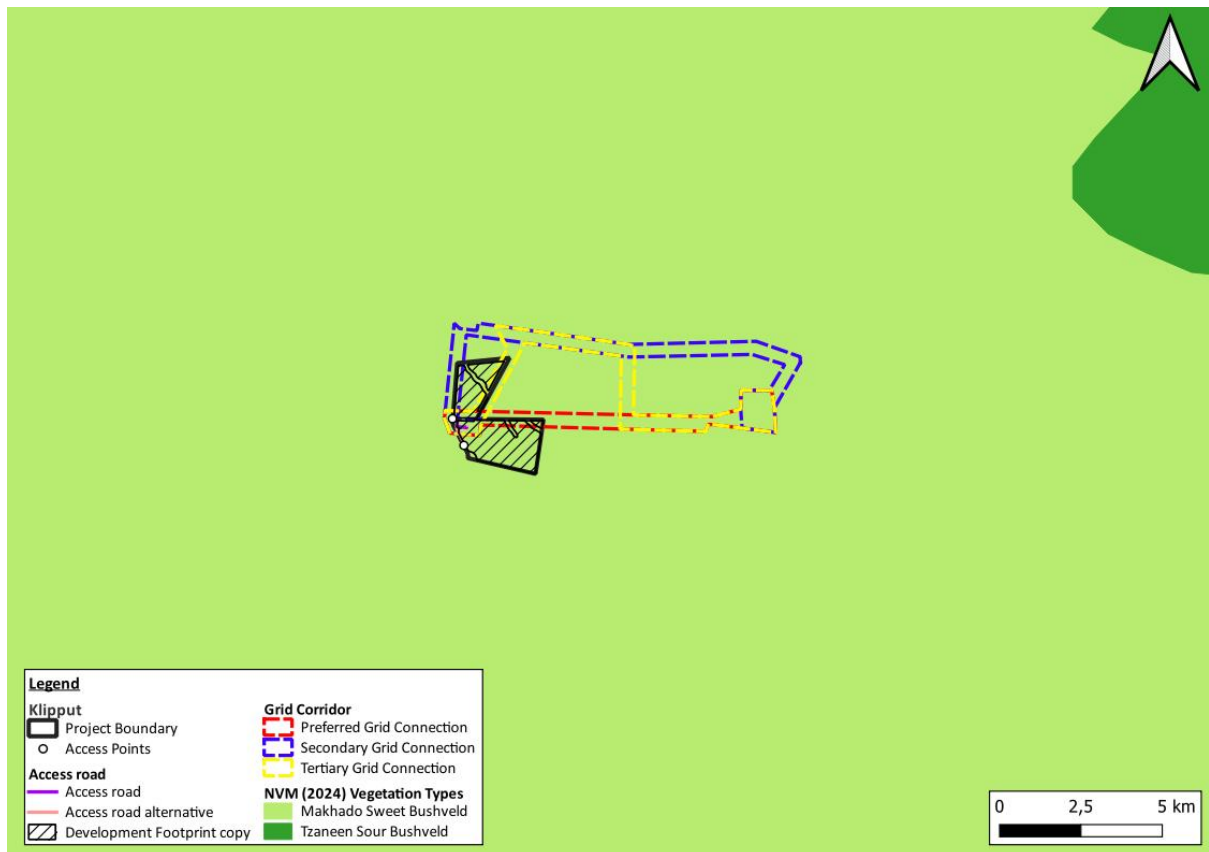 Legend
Klipput
Project Boundary
Access Points
Access road
Access road
Access road alternative
Development Footprint copy
Grid Corridor
Preferred Grid Connection
Secondary Grid Connection
Tertiary Grid Connection
NVM (2024) Vegetation Types
Makhado Sweet Bushveld
Tzaneen Sour Bushveld
0 2,5 5 km